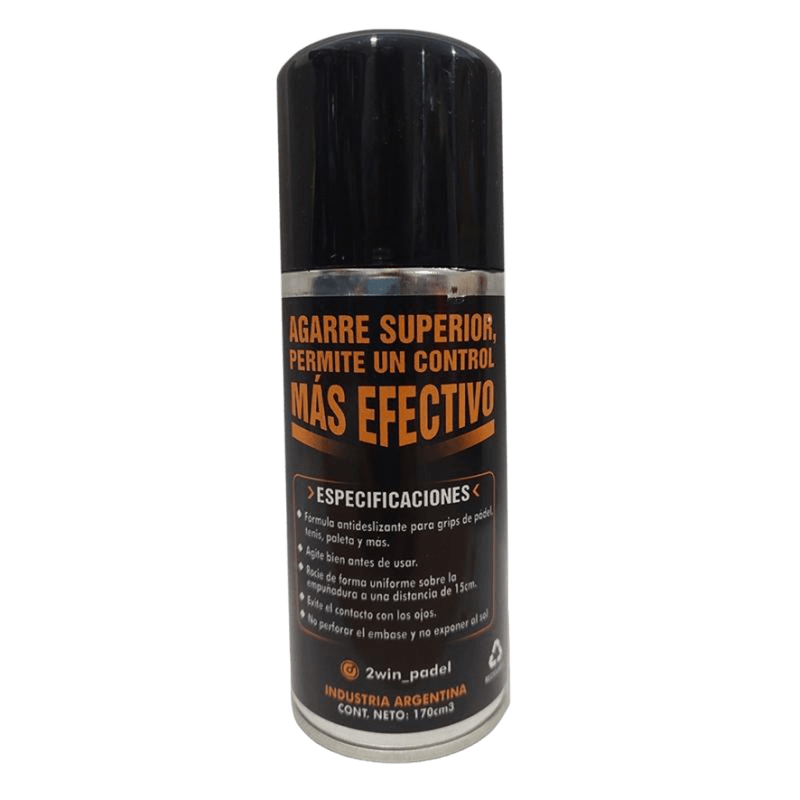 AGARRE SUPERIOR,
PERMITE UN CONTROL
MÁS EFECTIVO
ESPECIFICACIONES
Fórmula antideslizante para grips de padel,
tenis, paleta y más.
Agite bien antes de usar.
Rocíe de forma uniforme sobre la
empuñadura a una distancia de 15cm.
Evite el contacto con los ojos.
No perforar el embase y no exponer al sol
2win_padel
INDUSTRIA ARGENTINA
CONT. NETO: 170cm3